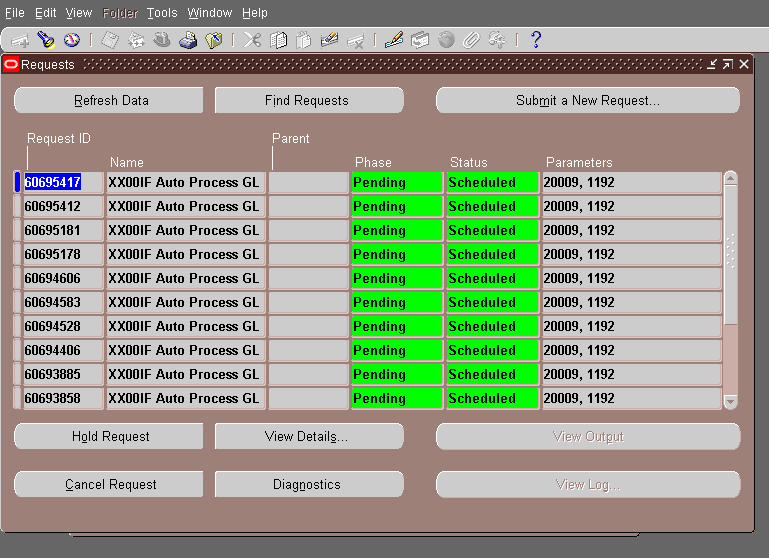 File Edit View Folder Tools Window Help
?
Requests
Refresh Data Find Requests Submit a New Request...
Request ID Parent
Name Phase Status Parameters
60695417 XX00IF Auto Process GL Pending Scheduled 20009, 1192
60695412 XX00IF Auto Process GL Pending Scheduled 20009, 1192
60695181 XX00IF Auto Process GL Pending Scheduled 20009, 1192
60695178 XX00IF Auto Process GL Pending Scheduled 20009, 1192
60694606 XX00IF Auto Process GL Pending Scheduled 20009, 1192
60694583 XX00IF Auto Process GL Pending Scheduled 20009, 1192
60694528 XX00IF Auto Process GL Pending Scheduled 20009, 1192
60694406 XX00IF Auto Process GL Pending Scheduled 20009, 1192
60693885 XX00IF Auto Process GL Pending Scheduled 20009, 1192
60693858 XX00IF Auto Process GL Pending Scheduled 20009, 1192
Hold Request View Details... View Output
Cancel Request Diagnostics View Log...